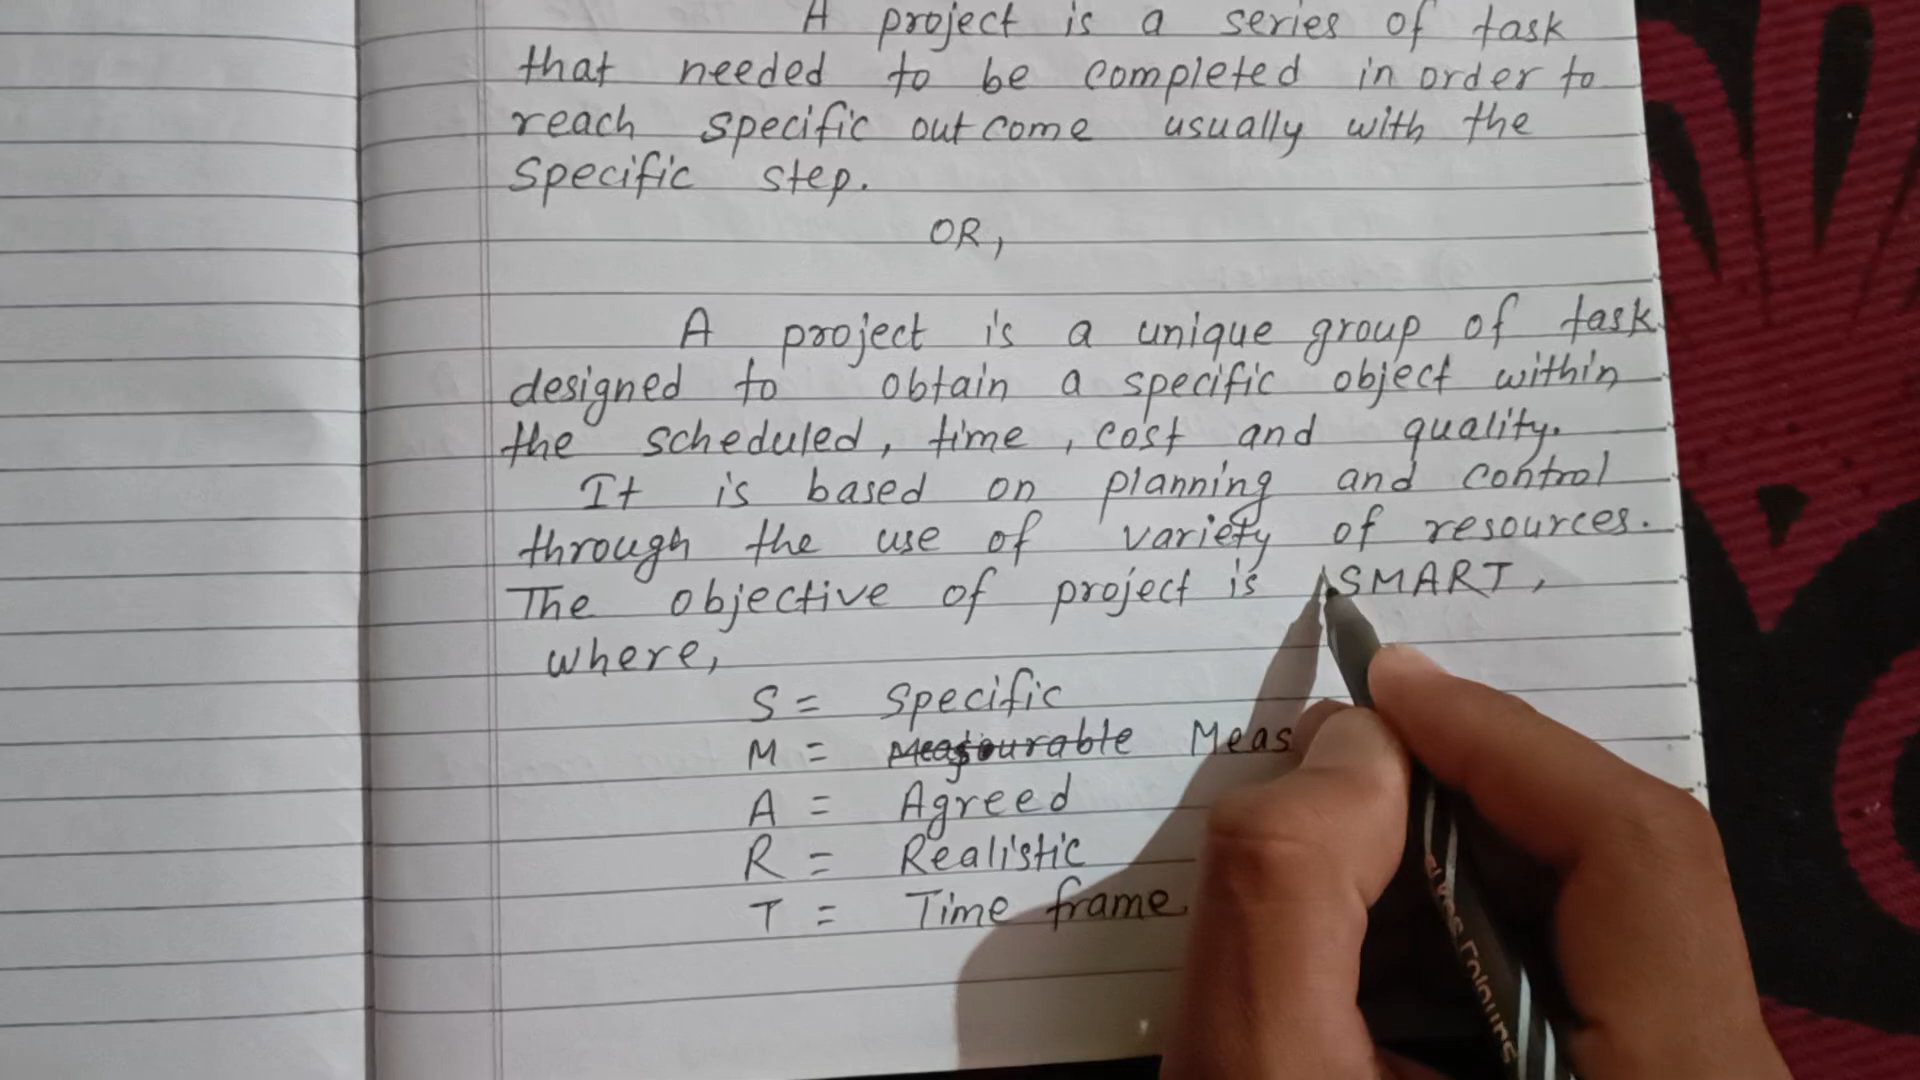 A project is a series of task
that needed to be completed in order to
reach specific outcome usually with the
specific step.
OR,
A project is a unique group of task
designed to obtain a specific object within
the scheduled, time, cost and quality.
It is based on planning and control
through the use of variety of resources.
The objective of project is SMART,
where,
S = Specific
M = Measourable Meas
A = Agreed
R = Realistic
T = Time frame